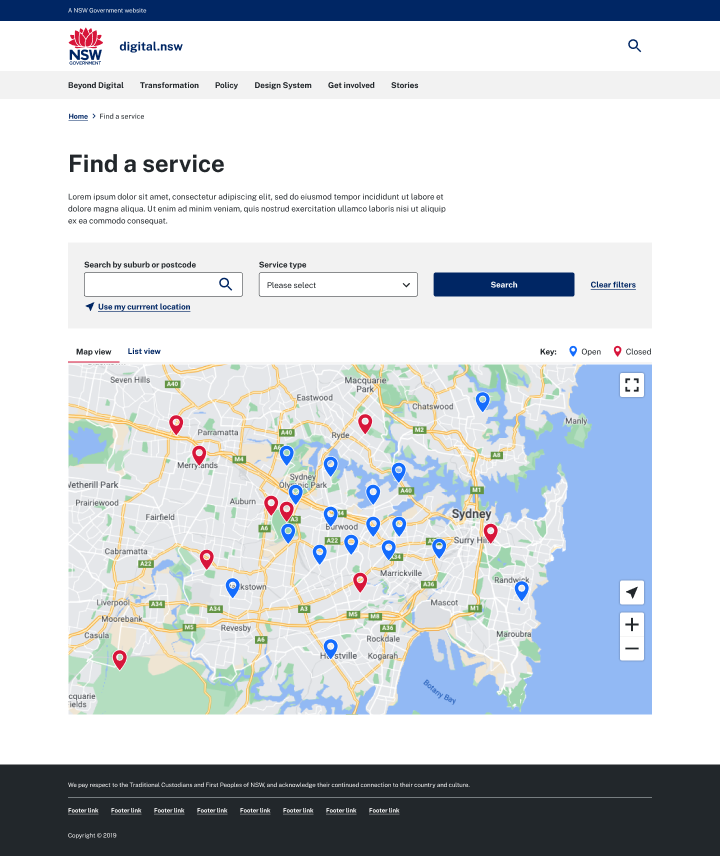 A NSW Government website
NSW
GOVERNMENT
digital.nsw
Beyond Digital
Transformation
Policy
Design System
Get involved
Stories
Home
Find a service
Find a service
Lorem ipsum dolor sit amet, consectetur adipiscing elit, sed do eiusmod tempor incididunt ut labore et
dolore magna aliqua. Ut enim ad minim veniam, quis nostrud exercitation ullamco laboris nisi ut aliquip
ex ea commodo consequat.
Search by suburb or postcode
Service type
Please select
Search
Clear filters
Use my currrent location
Map view
List view
Key:
Open
Closed
Seven Hills
A40
Macquarie
Park
Eastwood
Chatswood
Manly
Parramatta
A40
Ryde
M2
A8
Merrylands
M4
Sydney
Olympic Park
Wetherill Park
A40
M1
Prairiewood
Auburn
Sydney
Fairfield
A3
A6
Burwood
A22
Surry Hills
Cabramatta
A22
A34
Marrickville
A36
Randwick
kstown
Liverpool
A34
A34
A3
Mascot
M1
Moorebank
M5
M8
M5
Revesby
A36
Casula
A6
Rockdale
Maroubra
Hurstville
Kogarah
Botany Bay
cquarie
ields
We pay respect to the Traditional Custodians and First Peoples of NSW, and acknowledge their continued connection to their country and culture.
Footer link
Footer link
Footer link
Footer link
Footer link
Footer link
Footer link
Footer link
Copyright © 2019